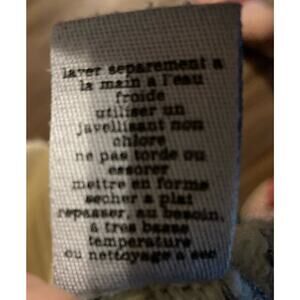 laver separement a
la main a l'eau
froide
utiliser un
javellisant non
chlore
ne pas torde ou
essorer
mettre en forme
secher a plat
repasser, au besoin,
a tres basse
temperature
ou nettoyage a sec